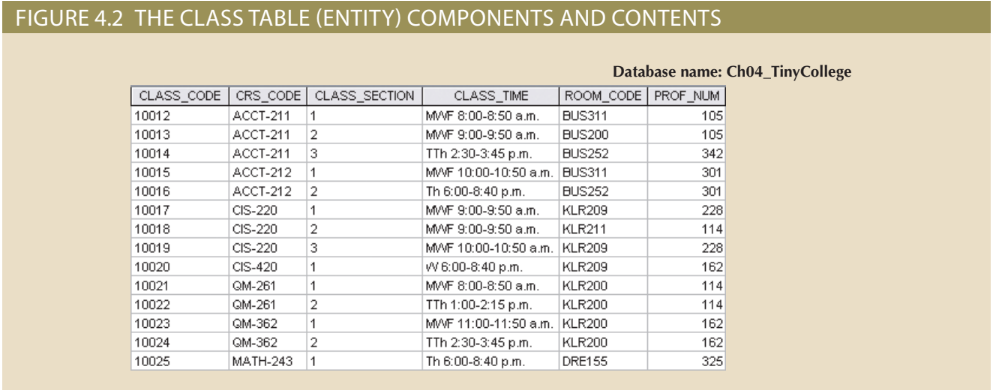 FIGURE 4.2 THE CLASS TABLE (ENTITY) COMPONENTS AND CONTENTS
Database name: Ch04_TinyCollege
CLASS_CODE CRS_CODE CLASS_SECTION CLASS_TIME ROOM_CODE PROF_NUM
10012 ACCT-211 1 MWF 8:00-8:50 a.m. BUS311 105
10013 ACCT-211 2 MWF 9:00-9:50 a.m. BUS200 105
10014 ACCT-211 3 TTh 2:30-3:45 p.m. BUS252 342
10015 ACCT-212 1 MWF 10:00-10:50 a.m. BUS311 301
10016 ACCT-212 2 Th 6:00-8:40 p.m. BUS252 301
10017 CIS-220 1 MWF 9:00-9:50 a.m. KLR209 228
10018 CIS-220 2 MWF 9:00-9:50 a.m. KLR211 114
10019 CIS-220 3 MWF 10:00-10:50 a.m. KLR209 228
10020 CIS-420 1 W 6:00-8:40 p.m. KLR209 162
10021 QM-261 1 MWF 8:00-8:50 a.m. KLR200 114
10022 QM-261 2 TTh 1:00-2:15 p.m. KLR200 114
10023 QM-362 1 MWF 11:00-11:50 a.m. KLR200 162
10024 QM-362 2 TTh 2:30-3:45 p.m. KLR200 162
10025 MATH-243 1 Th 6:00-8:40 p.m. DRE155 325